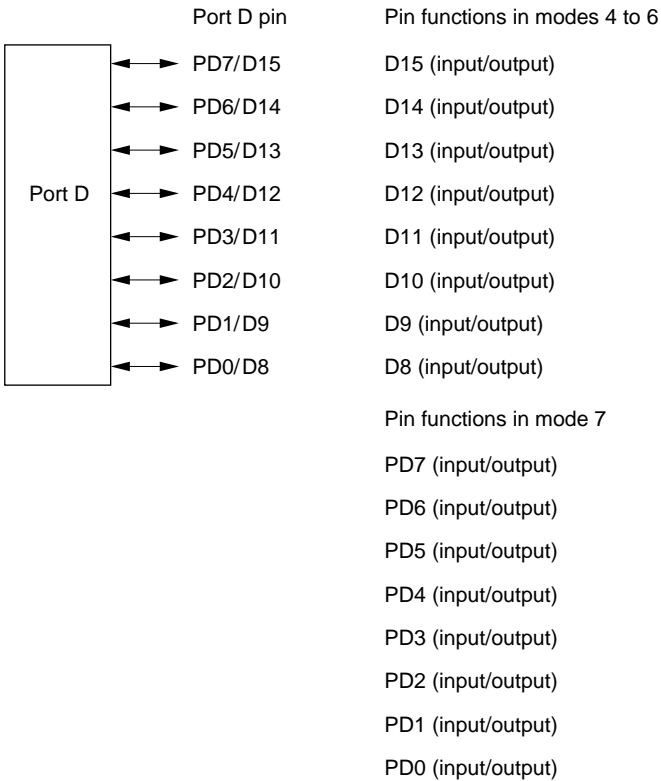 Port D pin Pin functions in modes 4 to 6
PD7/D15 D15 (input/output)
PD6/D14 D14 (input/output)
PD5/D13 D13 (input/output)
Port D PD4/D12 D12 (input/output)
PD3/D11 D11 (input/output)
PD2/D10 D10 (input/output)
PD1/D9 D9 (input/output)
PD0/D8 D8 (input/output)
Pin functions in mode 7
PD7 (input/output)
PD6 (input/output)
PD5 (input/output)
PD4 (input/output)
PD3 (input/output)
PD2 (input/output)
PD1 (input/output)
PD0 (input/output)